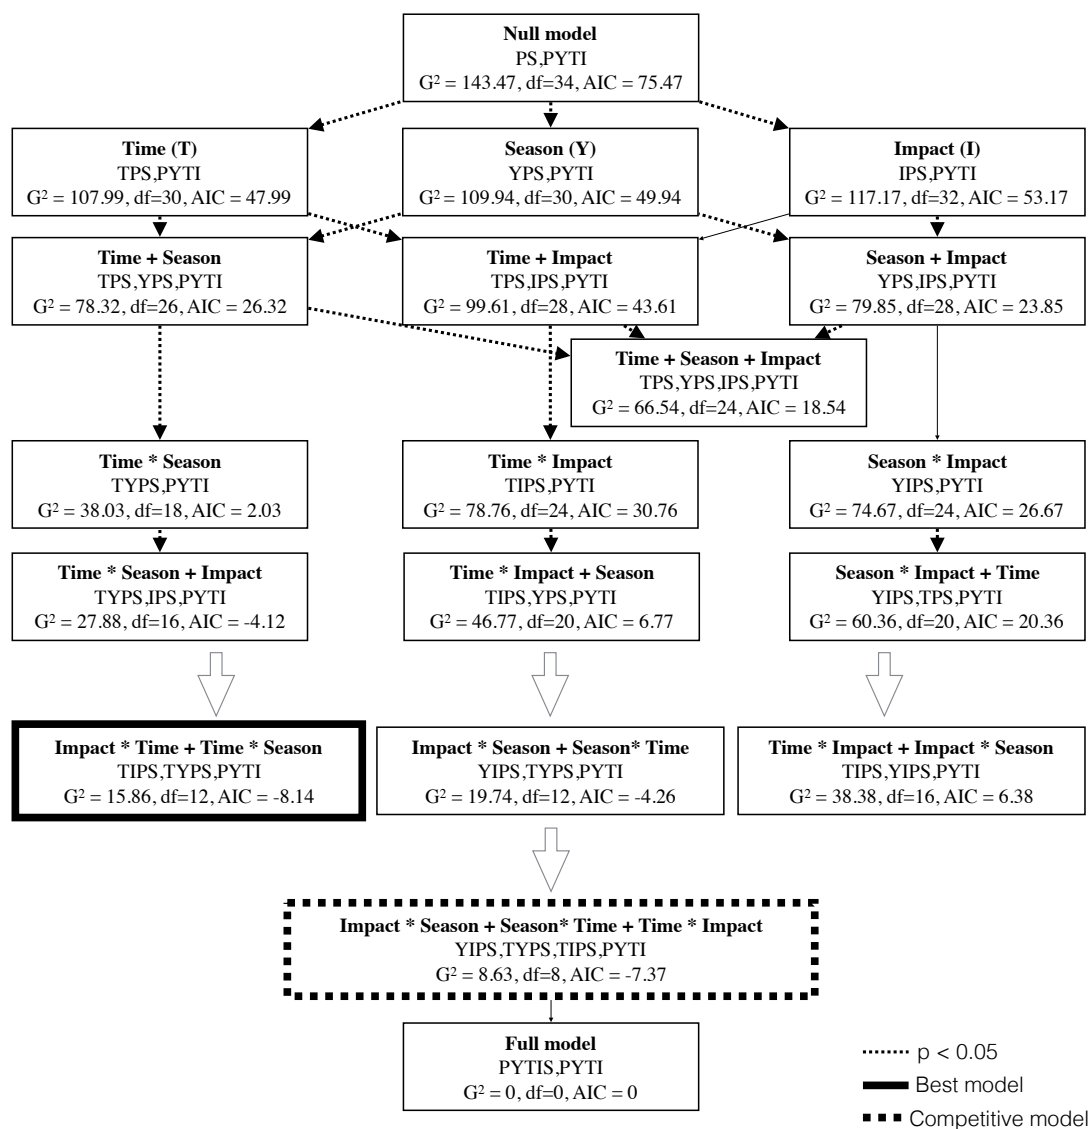 Null model
PS,PYTI
G² = 143.47, df=34, AIC = 75.47
Time (T)
TPS,PYTI
G² = 107.99, df=30, AIC = 47.99
Season (Y)
YPS,PYTI
G² = 109.94, df=30, AIC = 49.94
Impact (I)
IPS,PYTI
G² = 117.17, df=32, AIC = 53.17
Time + Season
TPS,YPS,PYTI
G² = 78.32, df=26, AIC = 26.32
Time + Impact
TPS,IPS,PYTI
G² = 99.61, df=28, AIC = 43.61
Season + Impact
YPS,IPS,PYTI
G² = 79.85, df=28, AIC = 23.85
Time + Season + Impact
TPS,YPS,IPS,PYTI
G² = 66.54, df=24, AIC = 18.54
Time * Season
TYPS,PYTI
G² = 38.03, df=18, AIC = 2.03
Time * Impact
TIPS,PYTI
G² = 78.76, df=24, AIC = 30.76
Season * Impact
YIPS,PYTI
G² = 74.67, df=24, AIC = 26.67
Time * Season + Impact
TYPS,IPS,PYTI
G² = 27.88, df=16, AIC = -4.12
Time * Impact + Season
TIPS,YPS,PYTI
G² = 46.77, df=20, AIC = 6.77
Season * Impact + Time
YIPS,TPS,PYTI
G² = 60.36, df=20, AIC = 20.36
Impact * Time + Time * Season
TIPS,TYPS,PYTI
G² = 15.86, df=12, AIC = -8.14
Impact * Season + Season* Time
YIPS,TYPS,PYTI
G² = 19.74, df=12, AIC = -4.26
Time * Impact + Impact * Season
TIPS,YIPS,PYTI
G² = 38.38, df=16, AIC = 6.38
Impact * Season + Season* Time + Time * Impact
YIPS,TYPS,TIPS,PYTI
G² = 8.63, df=8, AIC = -7.37
Full model
PYTIS,PYTI
G² = 0, df=0, AIC = 0
p < 0.05
Best model
Competitive model